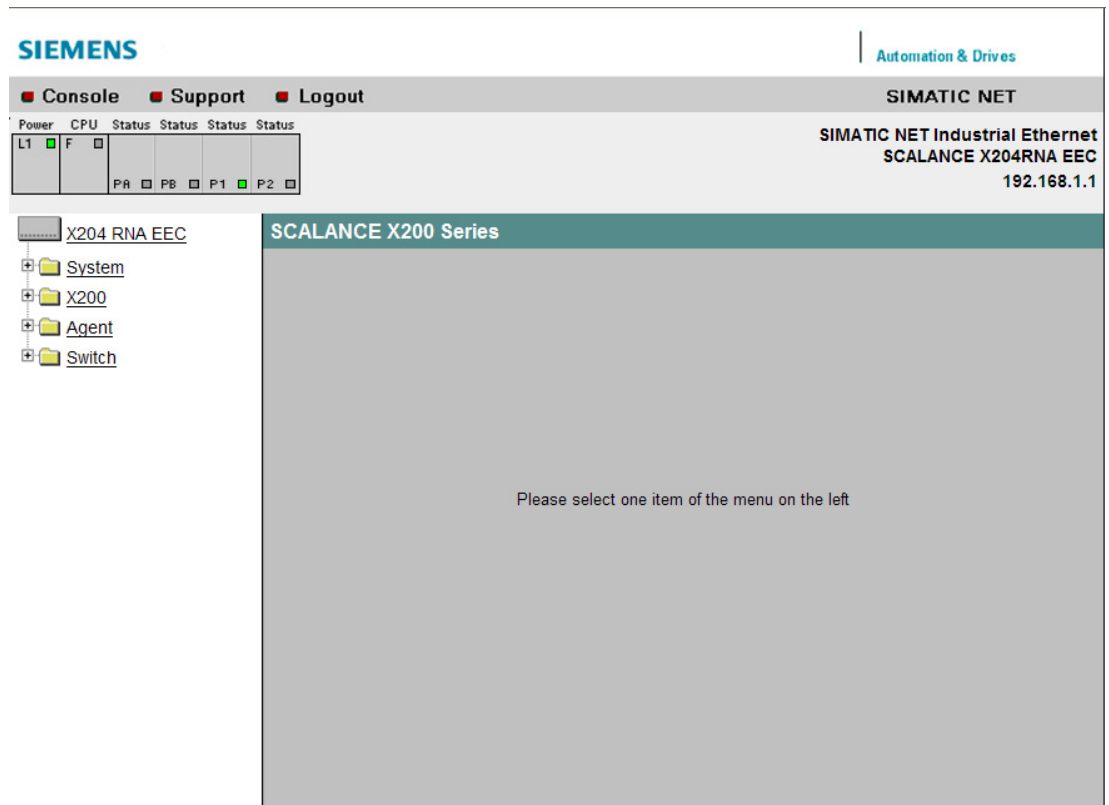 SIEMENS
Automation & Drives
Console Support Logout SIMATIC NET
Power CPU Status Status Status Status
L1 F
PA PB P1 P2
SIMATIC NET Industrial Ethernet
SCALANCE X204RNA EEC
192.168.1.1
X204 RNA EEC
SCALANCE X200 Series
System
X200
Agent
Switch
Please select one item of the menu on the left